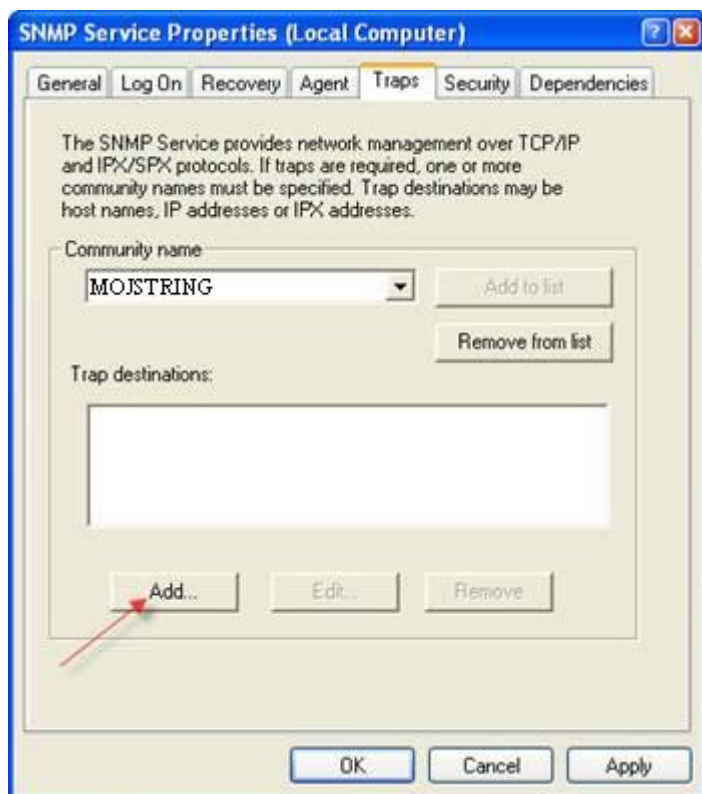 SNMP Service Properties (Local Computer)
General Log On Recovery Agent Traps Security Dependencies
The SNMP Service provides network management over TCP/IP
and IPX/SPX protocols. If traps are required, one or more
community names must be specified. Trap destinations may be
host names, IP addresses or IPX addresses.
Community name
MOJSTRING
Add to list
Remove from list
Trap destinations:
Add... Edit... Remove
OK Cancel Apply